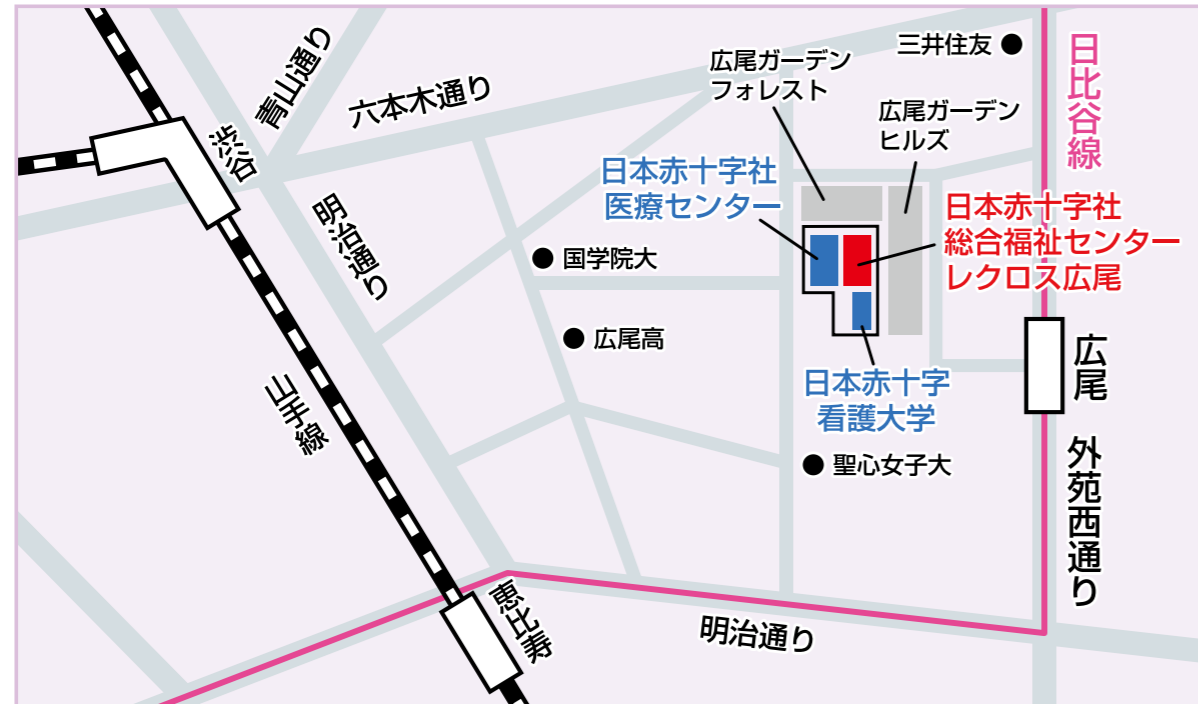 三井住友
日比谷線
広尾ガーデン
フォレスト
青山通り
六本木通り
広尾ガーデン
ヒルズ
渋谷
日本赤十字社
医療センター
明治通り
日本赤十字社
総合福祉センター
レクロス広尾
国学院大
広尾高
広尾
山手線
日本赤十字
看護大学
聖心女子大
外苑西通り
恵比寿
明治通り